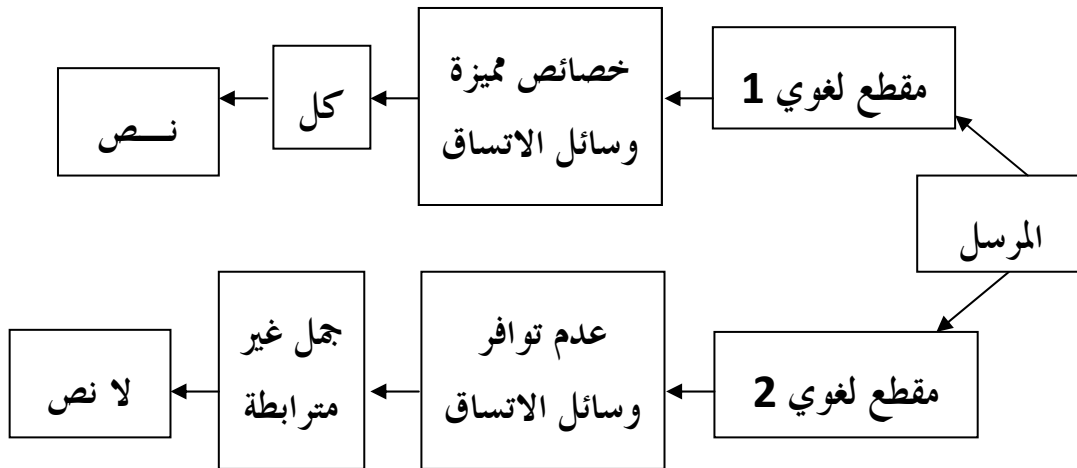 خصائص مميزة
وسائل الاتساق
مقطع لغوي 1
كل
نــص
المرسل
عدم توافر
وسائل الاتساق
جمل غير
مترابطة
مقطع لغوي 2
لا نص